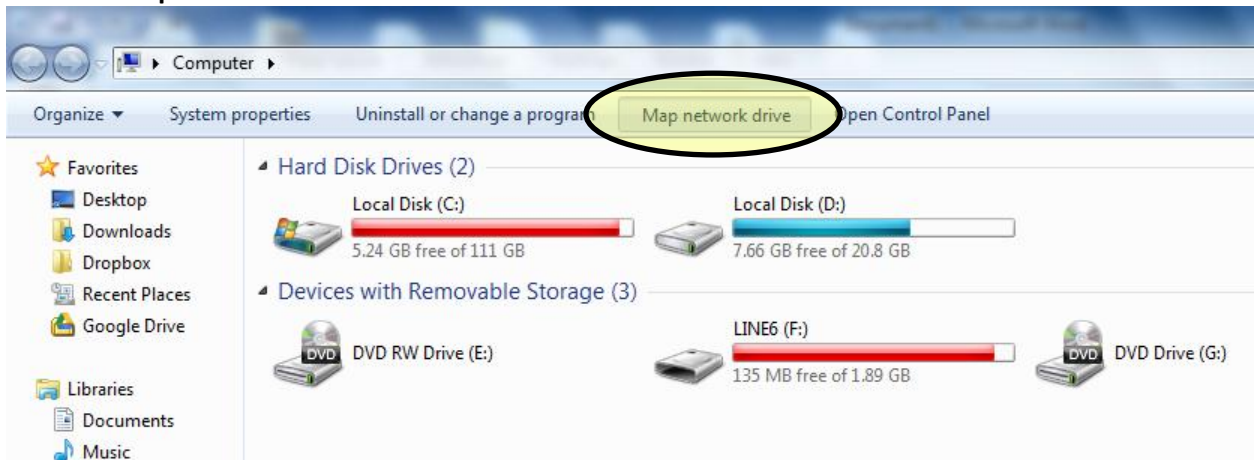 Computer
Organize System properties Uninstall or change a program Map network drive Open Control Panel
Favorites
Desktop
Downloads
Dropbox
Recent Places
Google Drive
Libraries
Documents
Music
Hard Disk Drives (2)
Local Disk (C:)
5.24 GB free of 111 GB
Local Disk (D:)
7.66 GB free of 20.8 GB
Devices with Removable Storage (3)
DVD
DVD RW Drive (E:)
LINE6 (F:)
135 MB free of 1.89 GB
DVD
DVD Drive (G:)